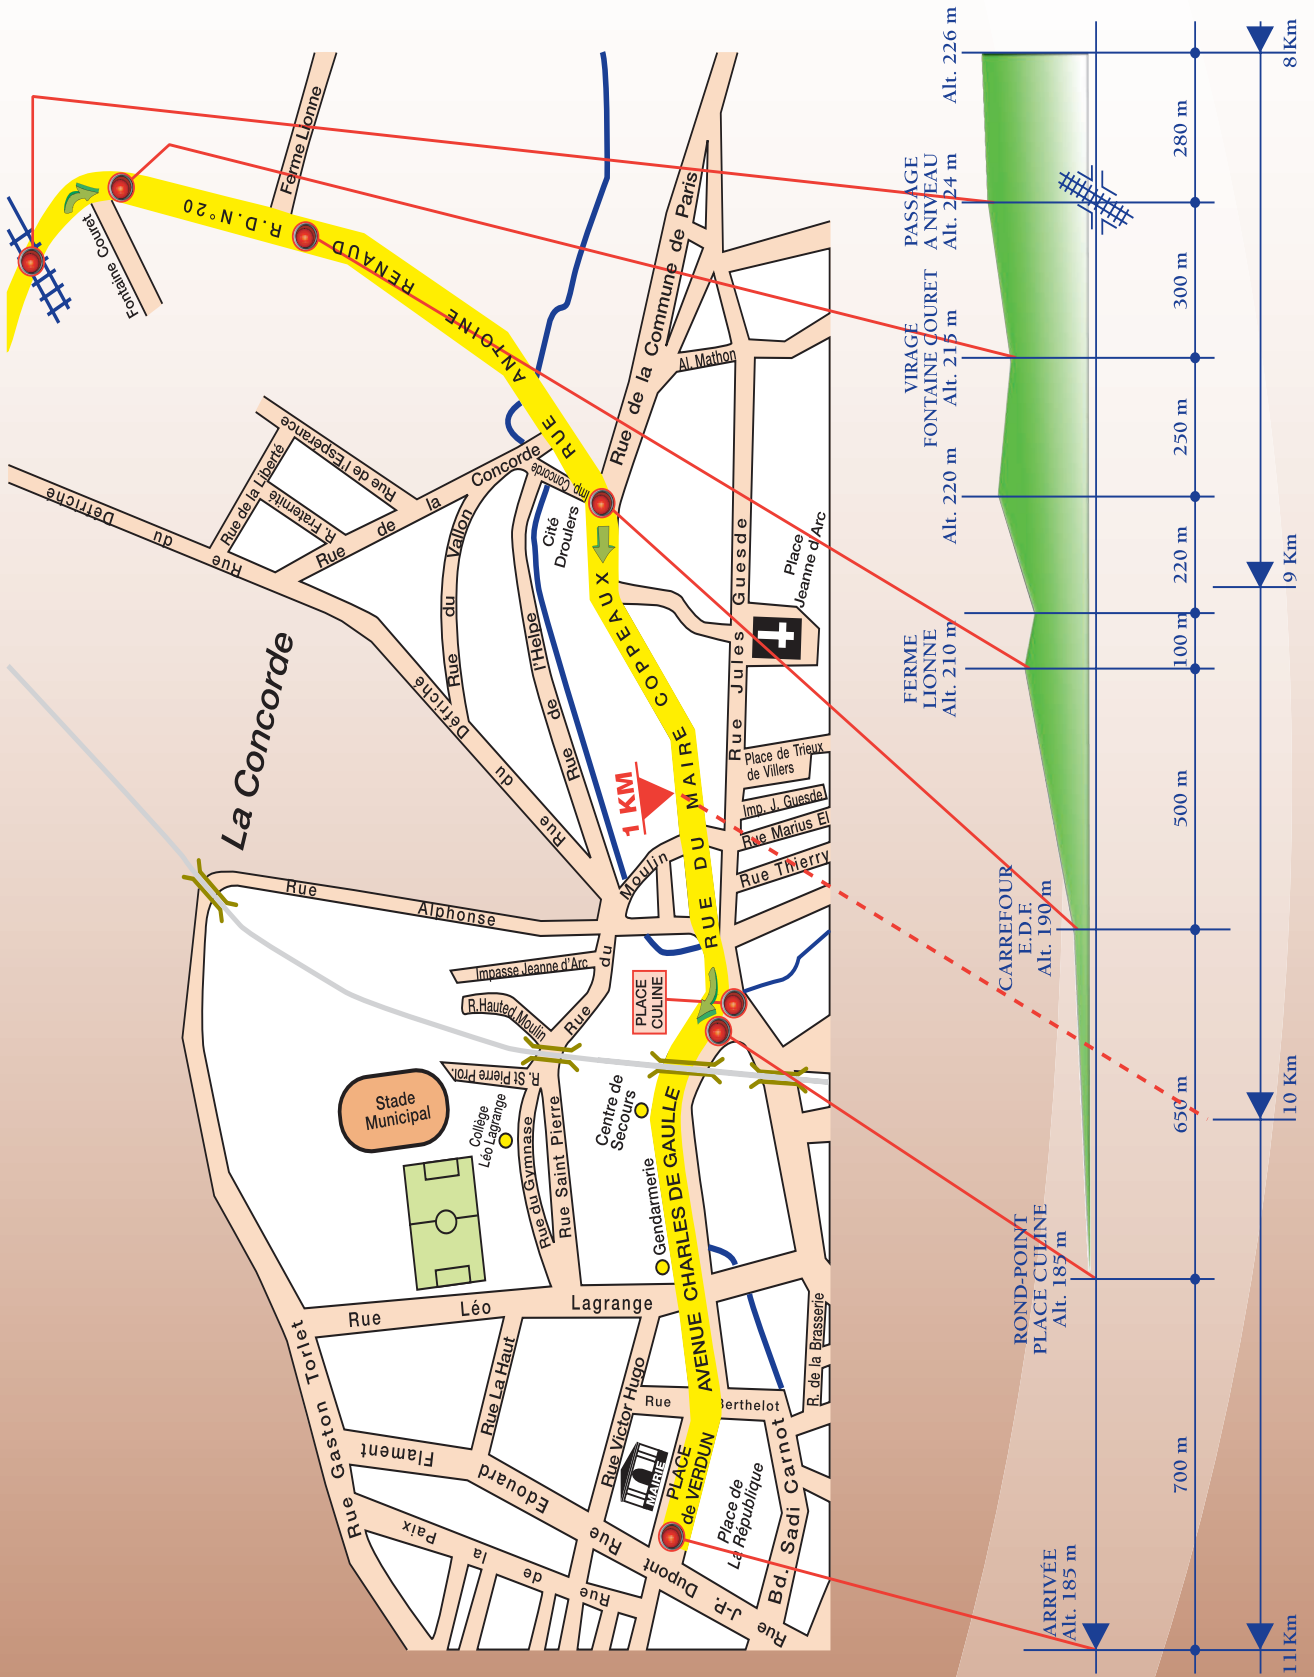 La Concorde
Ferme Lionne
Fontaine Couret
R.D.N°20
RUE ANTOINE RENAUD
Rue de la Commune de Paris
Al. Mathon
Rue du Défriché
Rue de la Liberté
R. Fraternité
Rue de l'Espérance
Rue de la Concorde
Imp. Concorde
Rue du Vallon
Rue de l'Helpe
Cité
Droulers
Rue Jules Guesde
Place
Jeanne d'Arc
Rue du Défriché
RUE DU MAIRE COPPEAUX
1 KM
Place de Trieux
de Villers
Imp. J. Guesde
Rue Marius El
Rue Thierry
Rue du Moulin
Rue Alphonse
Impasse Jeanne d'Arc
R.Hauted.Moulin
PLACE
CULINE
R. St Pierre Prol.
Stade
Municipal
Collège
Léo Lagrange
Centre de
Secours
Gendarmerie
Rue du Gymnase
Rue Saint Pierre
AVENUE CHARLES DE GAULLE
Rue Léo Lagrange
Rue Gaston Torlet
Rue La Haut
Rue Victor Hugo
Rue Berthelot
R. de la Brasserie
Edouard Flament
Rue de la Paix
MAIRIE
PLACE
de VERDUN
Place de
La République
Bd. Sadi Carnot
Rue J-P. Dupont
Rue
ARRIVÉE
Alt. 185 m
ROND-POINT
PLACE CULINE
Alt. 185 m
CARREFOUR
E.D.F.
Alt. 190 m
FERME
LIONNE
Alt. 210 m
Alt. 220 m
VIRAGE
FONTAINE COURET
Alt. 215 m
PASSAGE
A NIVEAU
Alt. 224 m
Alt. 226 m
700 m
650 m
500 m
100 m
220 m
250 m
300 m
280 m
11 Km
10 Km
9 Km
8 Km